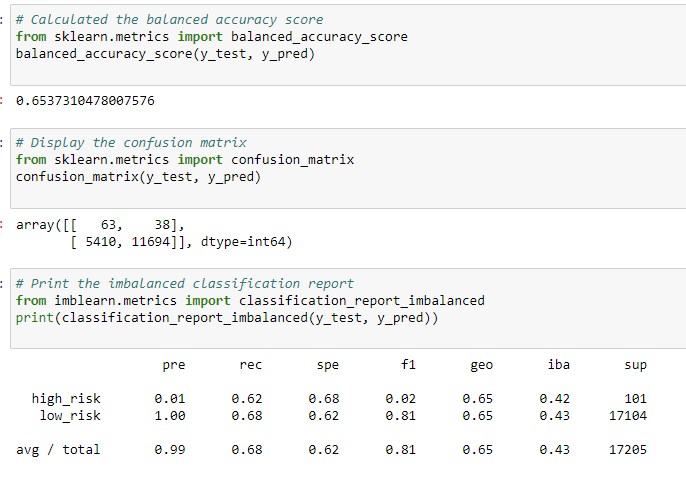 : # Calculated the balanced accuracy score
from sklearn.metrics import balanced_accuracy_score
balanced_accuracy_score(y_test, y_pred)
: 0.6537310478007576
: # Display the confusion matrix
from sklearn.metrics import confusion_matrix
confusion_matrix(y_test, y_pred)
: array([[   63,    38],
       [ 5410, 11694]], dtype=int64)
: # Print the imbalanced classification report
from imblearn.metrics import classification_report_imbalanced
print(classification_report_imbalanced(y_test, y_pred))
pre rec spe f1 geo iba sup
high_risk 0.01 0.62 0.68 0.02 0.65 0.42 101
low_risk 1.00 0.68 0.62 0.81 0.65 0.43 17104
avg / total 0.99 0.68 0.62 0.81 0.65 0.43 17205